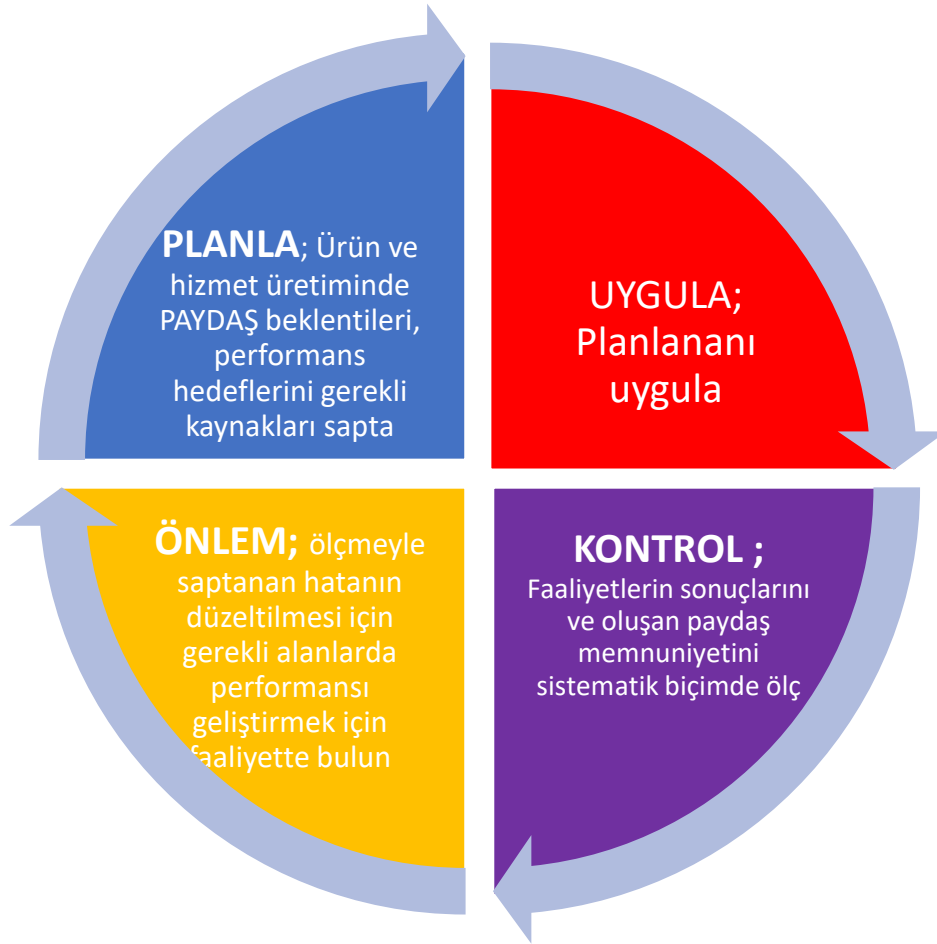 PLANLA; Ürün ve
hizmet üretiminde
PAYDAŞ beklentileri,
performans
hedeflerini gerekli
kaynakları sapta
UYGULA;
Planlananı
uygula
KONTROL ;
Faaliyetlerin sonuçlarını
ve oluşan paydaş
memnuniyetini
sistematik biçimde ölç
ÖNLEM; ölçmeyle
saptanan hatanın
düzeltilmesi için
gerekli alanlarda
performansı
geliştirmek için
faaliyette bulun